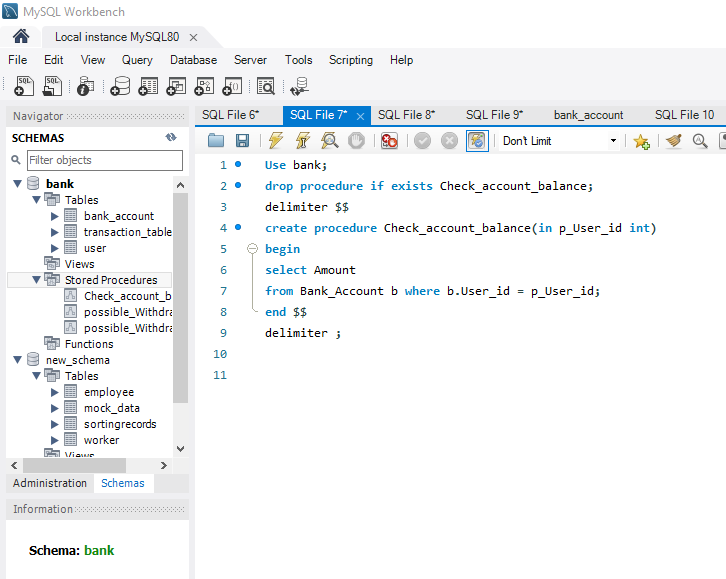 MySQL Workbench
Local instance MySQL80
File Edit View Query Database Server Tools Scripting Help
Navigator
SCHEMAS
Filter objects
bank
Tables
bank_account
transaction_table
user
Views
Stored Procedures
Check_account_b
possible_Withdra
possible_Withdra
Functions
new_schema
Tables
employee
mock_data
sortingrecords
worker
Views
Administration Schemas
Information
Schema: bank
SQL File 6* SQL File 7* SQL File 8* SQL File 9* bank_account SQL File 10
Don't Limit
1 Use bank;
2 drop procedure if exists Check_account_balance;
3 delimiter $$
4 create procedure Check_account_balance(in p_User_id int)
5 begin
6 select Amount
7 from Bank_Account b where b.User_id = p_User_id;
8 end $$
9 delimiter ;
10
11